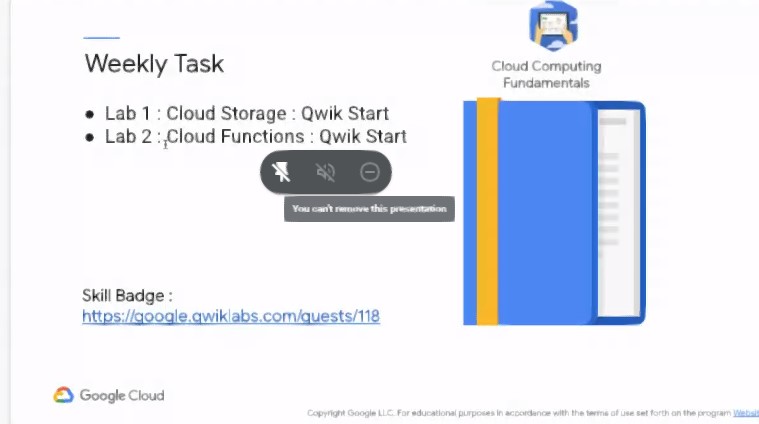 Weekly Task
Cloud Computing
Fundamentals
● Lab 1 : Cloud Storage : Qwik Start
● Lab 2 : Cloud Functions : Qwik Start
You can't remove this presentation
Skill Badge :
https://google.qwiklabs.com/quests/118
Google Cloud
Copyright Google LLC. For educational purposes in accordance with the terms of use set forth on the program Websit